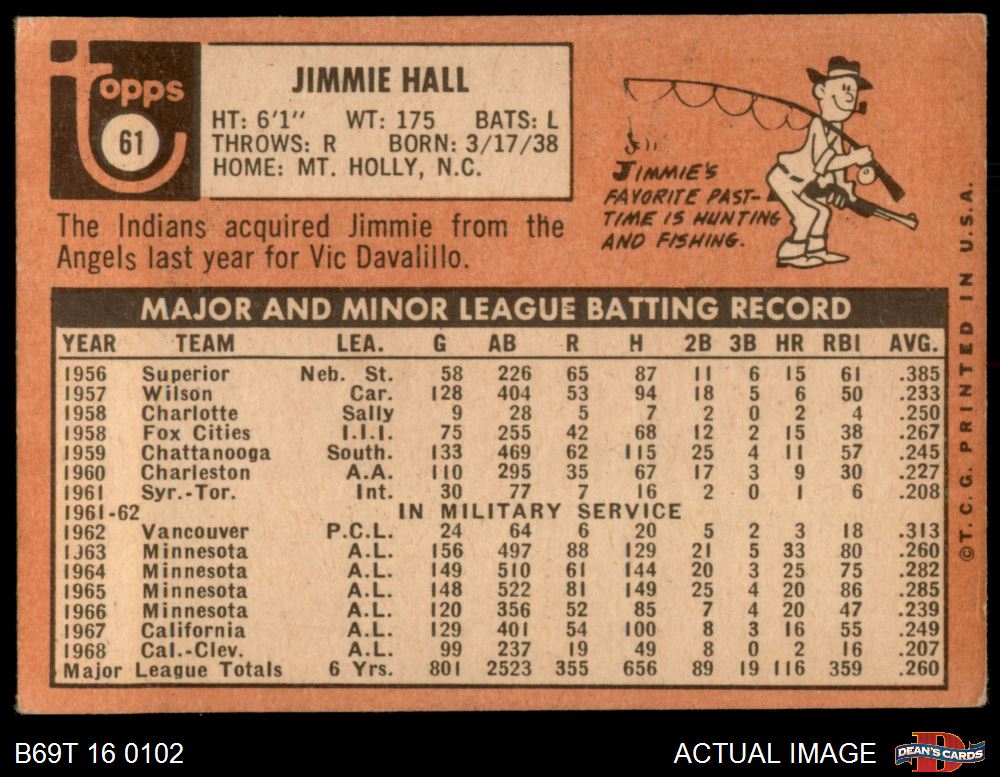 topps
61
JIMMIE HALL
HT: 6'1" WT: 175 BATS: L
THROWS: R BORN: 3/17/38
HOME: MT. HOLLY, N.C.
The Indians acquired Jimmie from the
Angels last year for Vic Davalillo.
JIMMIE'S
FAVORITE PAST-
TIME IS HUNTING
AND FISHING.
MAJOR AND MINOR LEAGUE BATTING RECORD
YEAR TEAM LEA. G AB R H 2B 3B HR RBI AVG.
1956 Superior Neb. St. 58 226 65 87 11 6 15 61 .385
1957 Wilson Car. 128 404 53 94 18 5 6 50 .233
1958 Charlotte Sally 9 28 5 7 2 0 2 4 .250
1958 Fox Cities I.I.I. 75 255 42 68 12 2 15 38 .267
1959 Chattanooga South. 133 469 62 115 25 4 11 57 .245
1960 Charleston A.A. 110 295 35 67 17 3 9 30 .227
1961 Syr.-Tor. Int. 30 77 7 16 2 0 1 6 .208
1961-62 IN MILITARY SERVICE
1962 Vancouver P.C.L. 24 64 6 20 5 2 3 18 .313
1963 Minnesota A.L. 156 497 88 129 21 5 33 80 .260
1964 Minnesota A.L. 149 510 61 144 20 3 25 75 .282
1965 Minnesota A.L. 148 522 81 149 25 4 20 86 .285
1966 Minnesota A.L. 120 356 52 85 7 4 20 47 .239
1967 California A.L. 129 401 54 100 8 3 16 55 .249
1968 Cal.-Clev. A.L. 99 237 19 49 8 0 2 16 .207
Major League Totals 6 Yrs. 801 2523 355 656 89 19 116 359 .260
©T. C. G. PRINTED IN U.S.A.
B69T 16 0102
ACTUAL IMAGE
DEAN'S CARDS